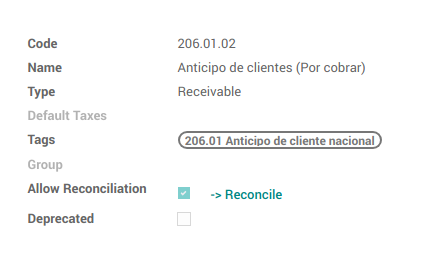 Code 206.01.02
Name Anticipo de clientes (Por cobrar)
Type Receivable
Default Taxes
Tags 206.01 Anticipo de cliente nacional
Group
Allow Reconciliation -> Reconcile
Deprecated